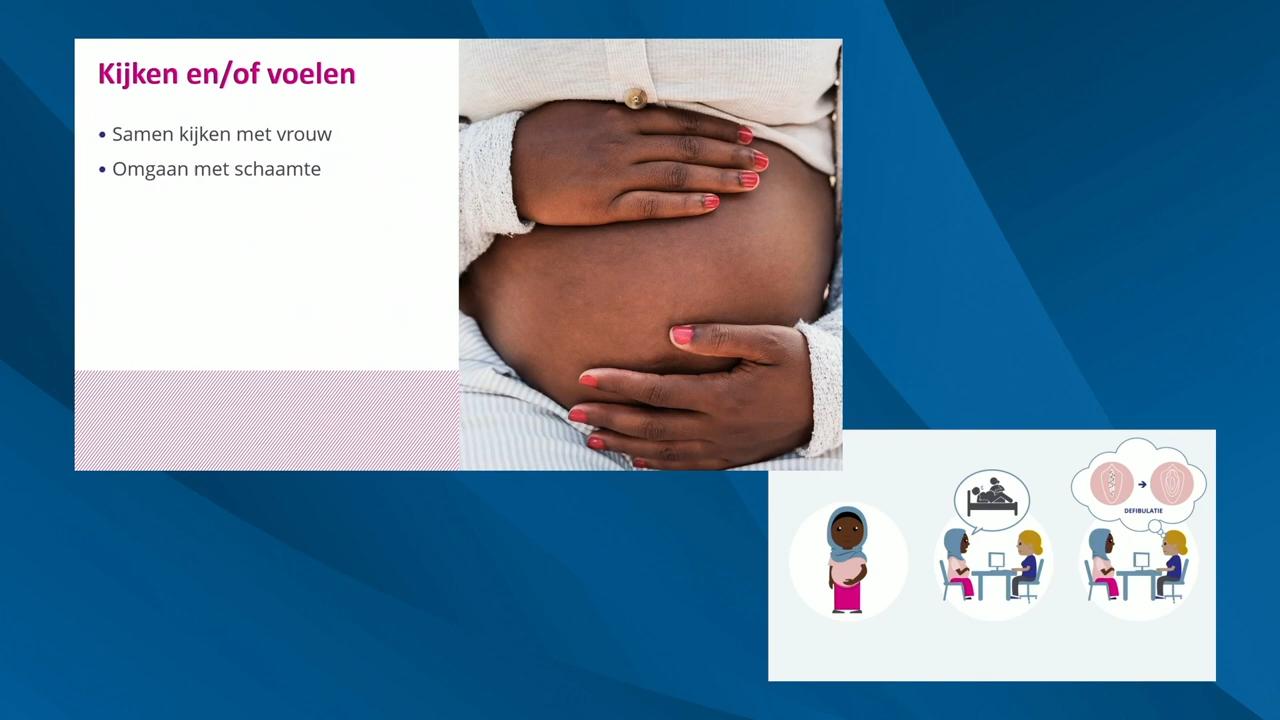 Kijken en/of voelen
• Samen kijken met vrouw
• Omgaan met schaamte
DEFIBULATIE